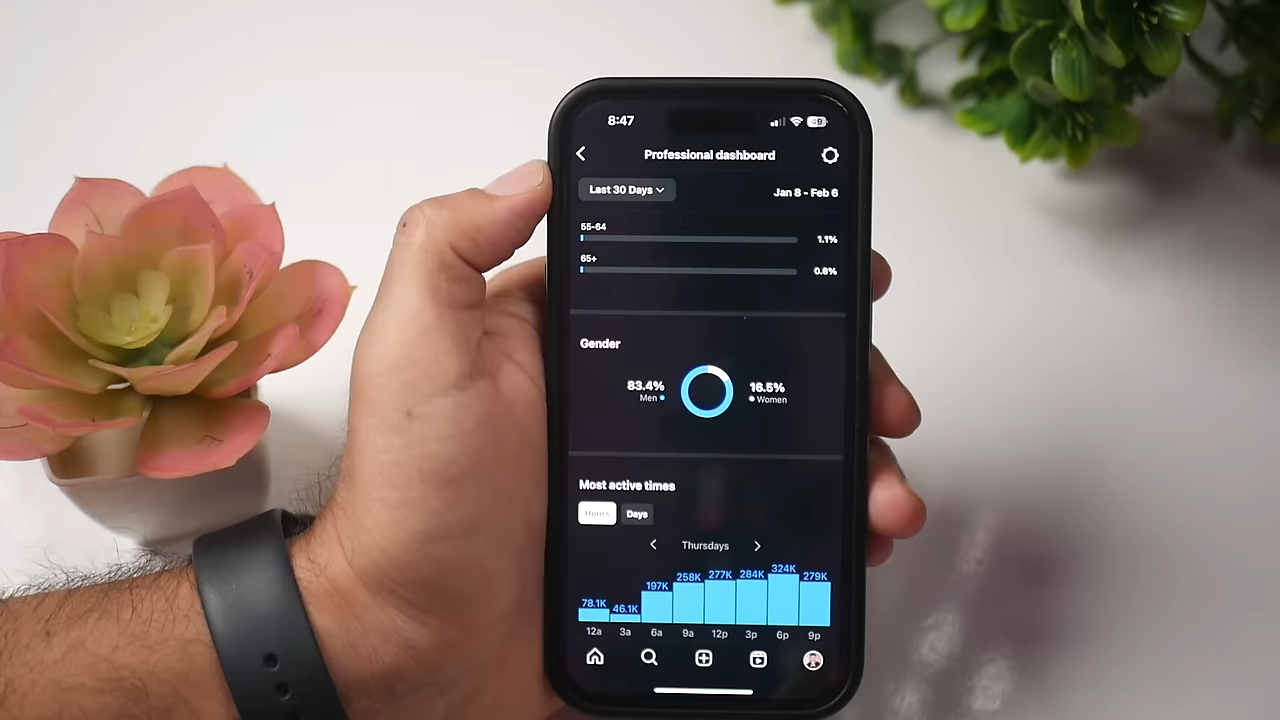 8:47
49
Professional dashboard
Last 30 Days
Jan 8 - Feb 6
55-64
1.1%
65+
0.6%
Gender
83.4%
Men
16.5%
Women
Most active times
Hours
Days
Thursdays
78.1K 46.1K 197K 258K 277K 284K 324K 279K
12a 3a 6a 9a 12p 3p 6p 9p